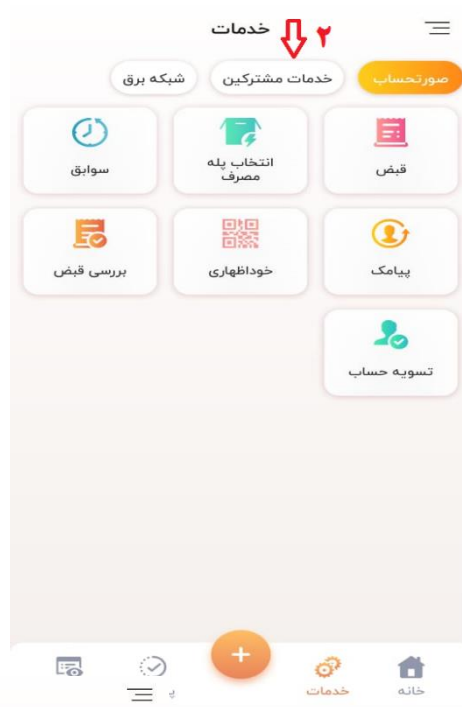 خدمات
۲
صورتحساب
خدمات مشترکین
شبکه برق
قبض
انتخاب پله
مصرف
سوابق
پیامک
خوداظهاری
بررسی قبض
تسویه حساب
خانه
خدمات